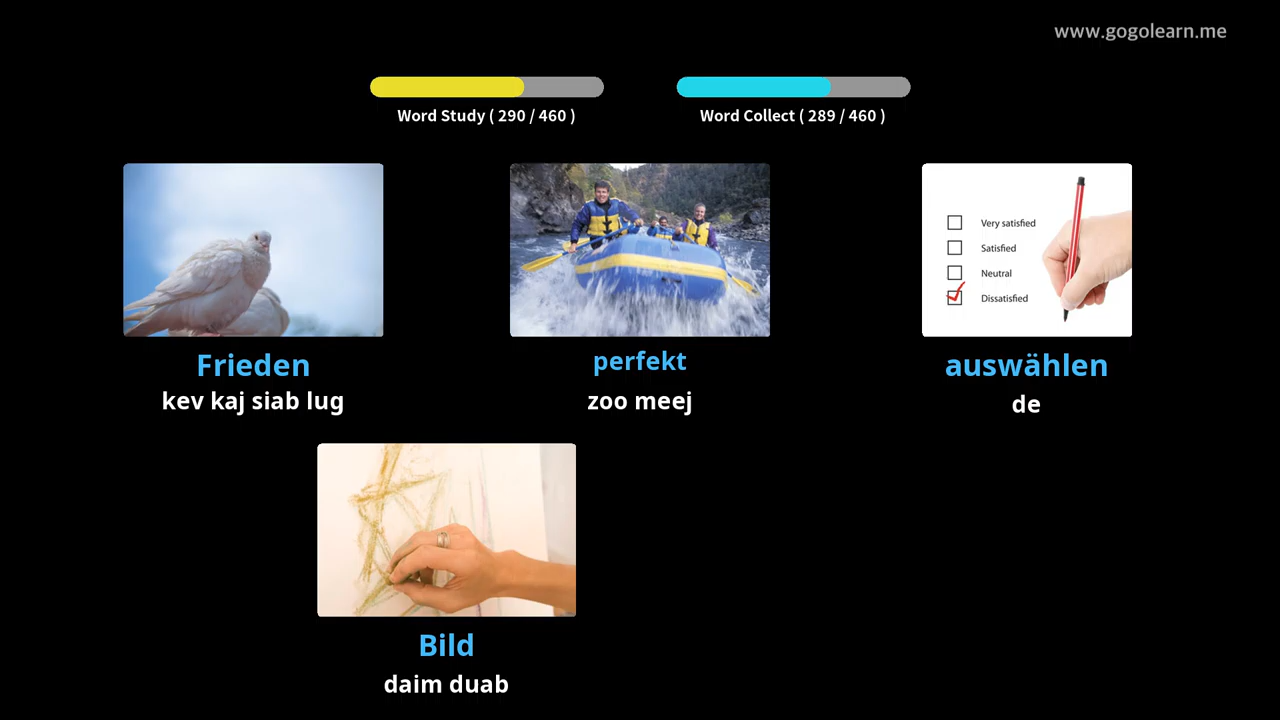 www.gogolearn.me
Word Study ( 290 / 460 )
Word Collect ( 289 / 460 )
Very satisfied
Satisfied
Neutral
Dissatisfied
Frieden
perfekt
auswählen
kev kaj siab lug
zoo meej
de
Bild
daim duab